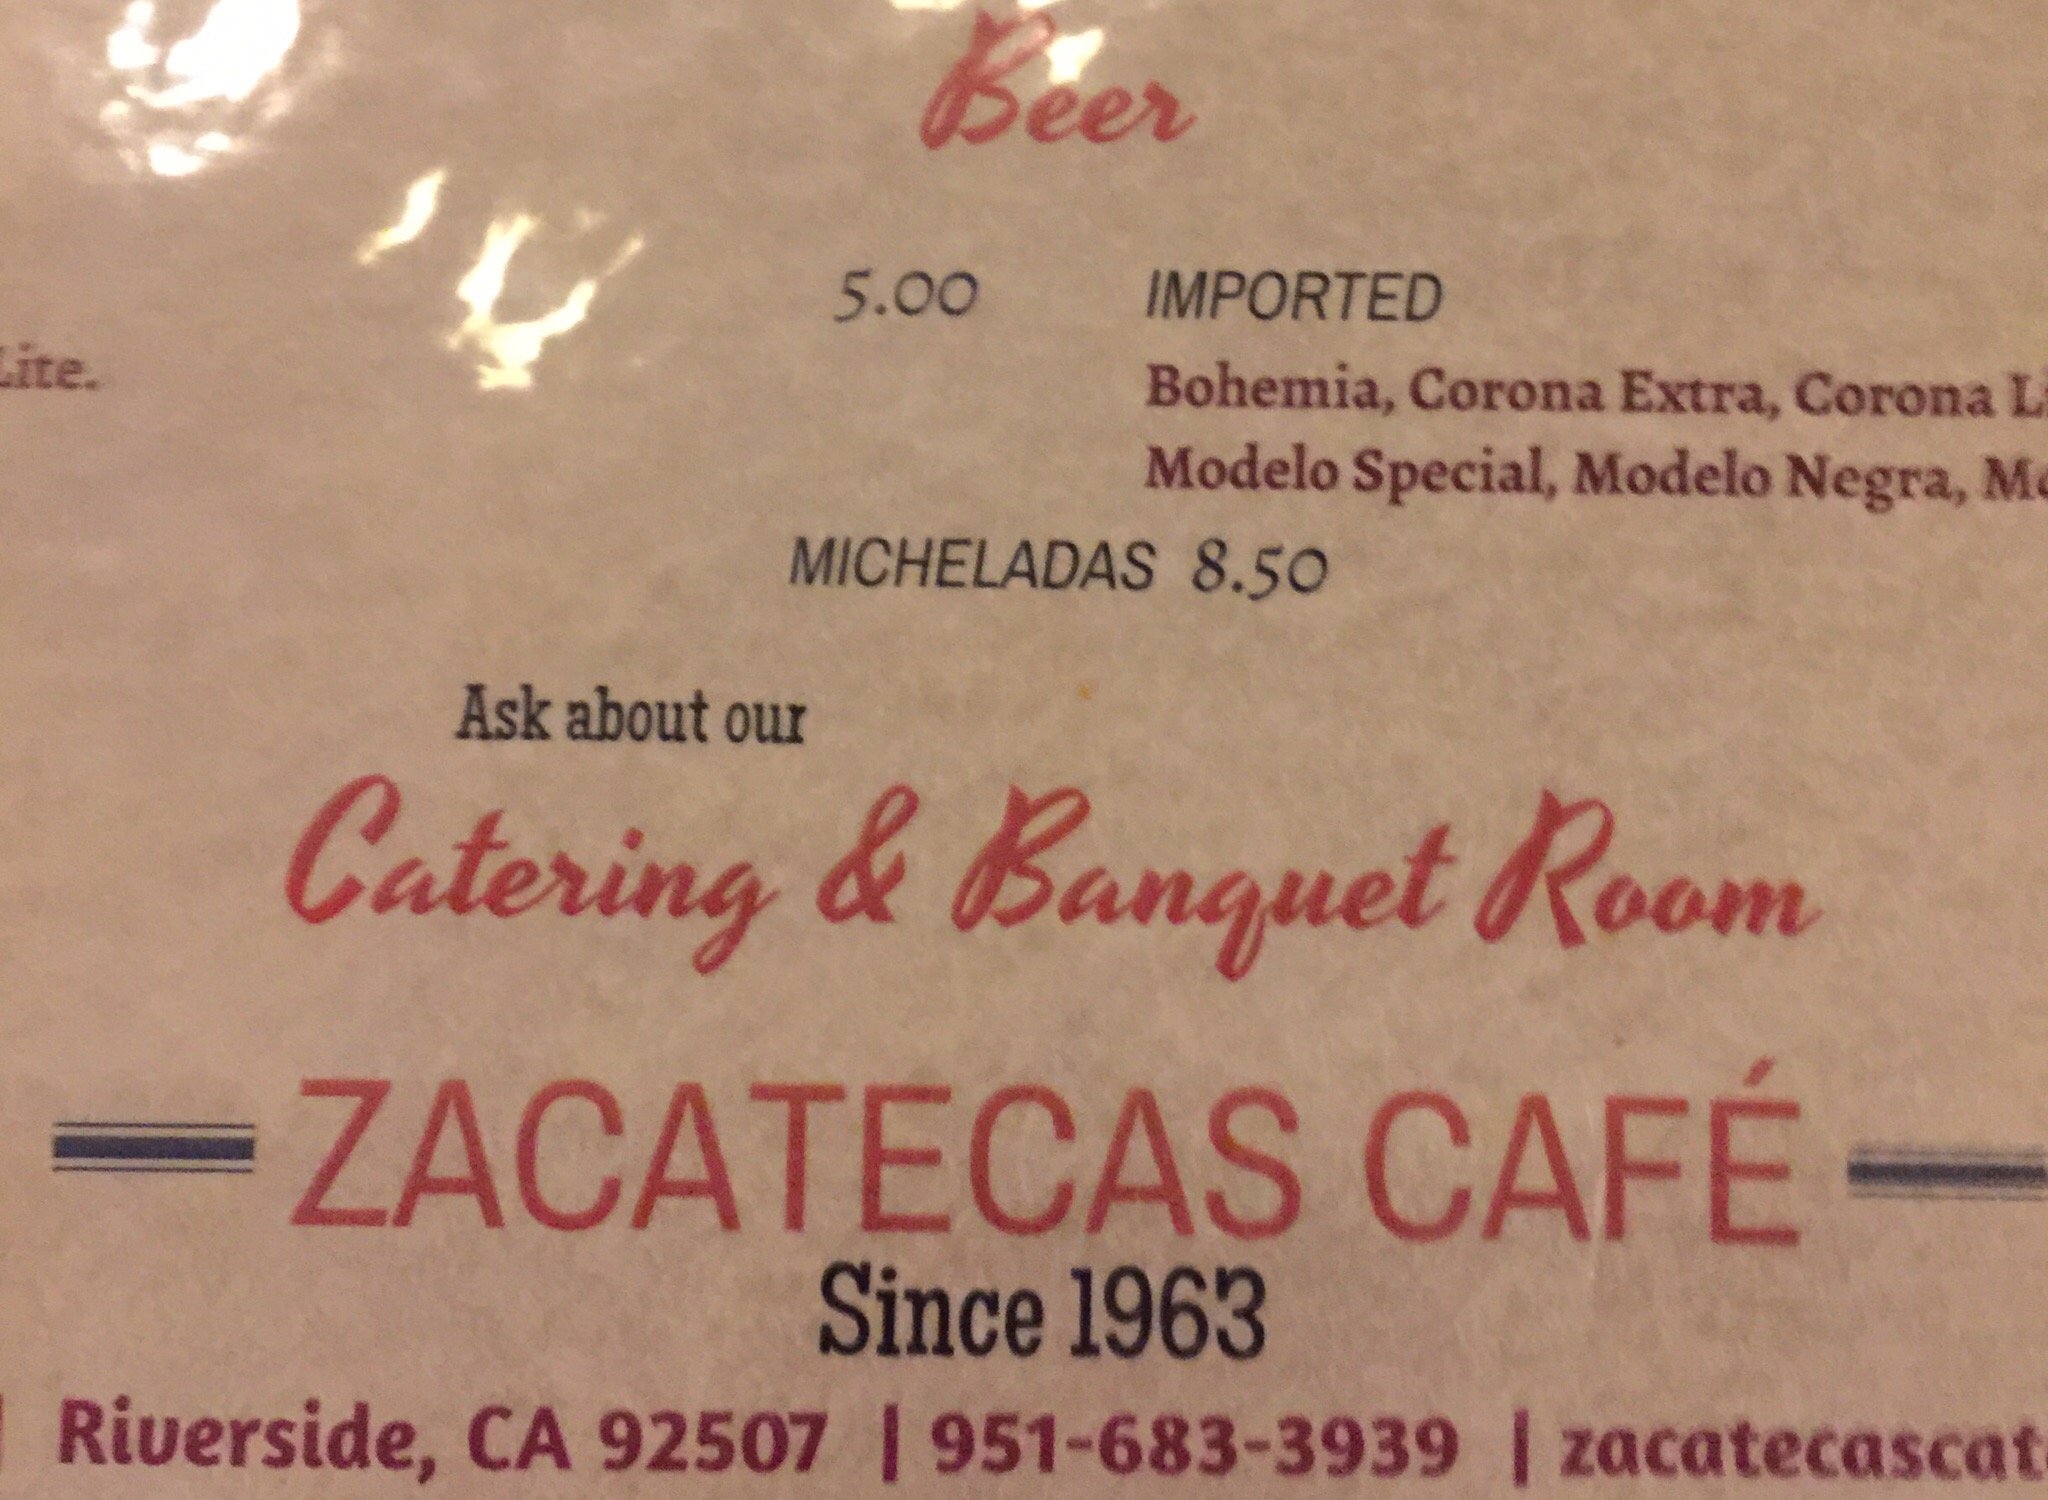 Beer
5.00 IMPORTED
Lite.
Bohemia, Corona Extra, Corona
Modelo Special, Modelo Negra,
MICHELADAS 8.50
Ask about our
Catering & Banquet Room
ZACATECAS CAFÉ
Since 1963
| Riverside, CA 92507 | 951-683-3939 | zacatecascat